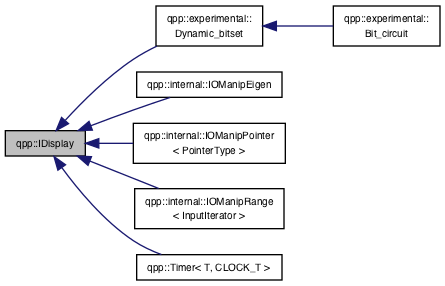 qpp::experimental::
Dynamic_bitset
qpp::experimental::
Bit_circuit
qpp::internal::IOManipEigen
qpp::IDisplay
qpp::internal::IOManipPointer
< PointerType >
qpp::internal::IOManipRange
< InputIterator >
qpp::Timer< T, CLOCK_T >